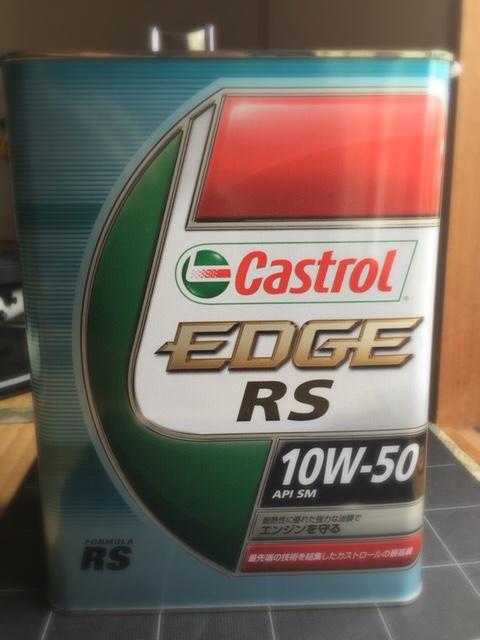 Castrol
EDGE
RS
10W-50
API SM
耐熱性に優れた強力な油膜で
エンジンを守る
最先端の技術を結集したカストロールの最高峰
FORMULA
RS